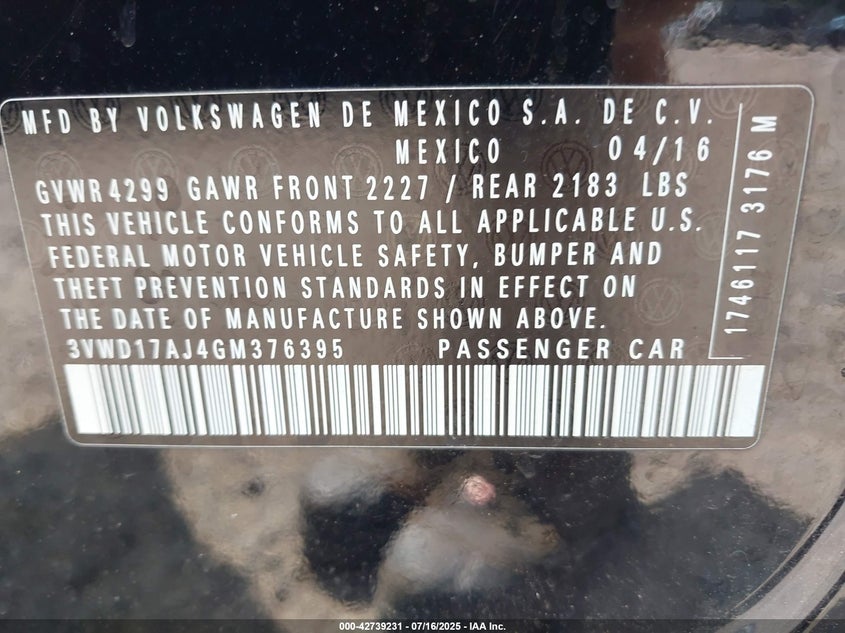 MFD BY VOLKSWAGEN DE MEXICO S.A. DE C.V.
MEXICO 04/16
GVWR 4299 GAWR FRONT 2227 / REAR 2183 LBS
THIS VEHICLE CONFORMS TO ALL APPLICABLE U.S.
FEDERAL MOTOR VEHICLE SAFETY, BUMPER AND
THEFT PREVENTION STANDARDS IN EFFECT ON
THE DATE OF MANUFACTURE SHOWN ABOVE.
3VWD17AJ4GM376395 PASSENGER CAR
1746117 3176 M
000-42739231 - 07/16/2025 - IAA Inc.